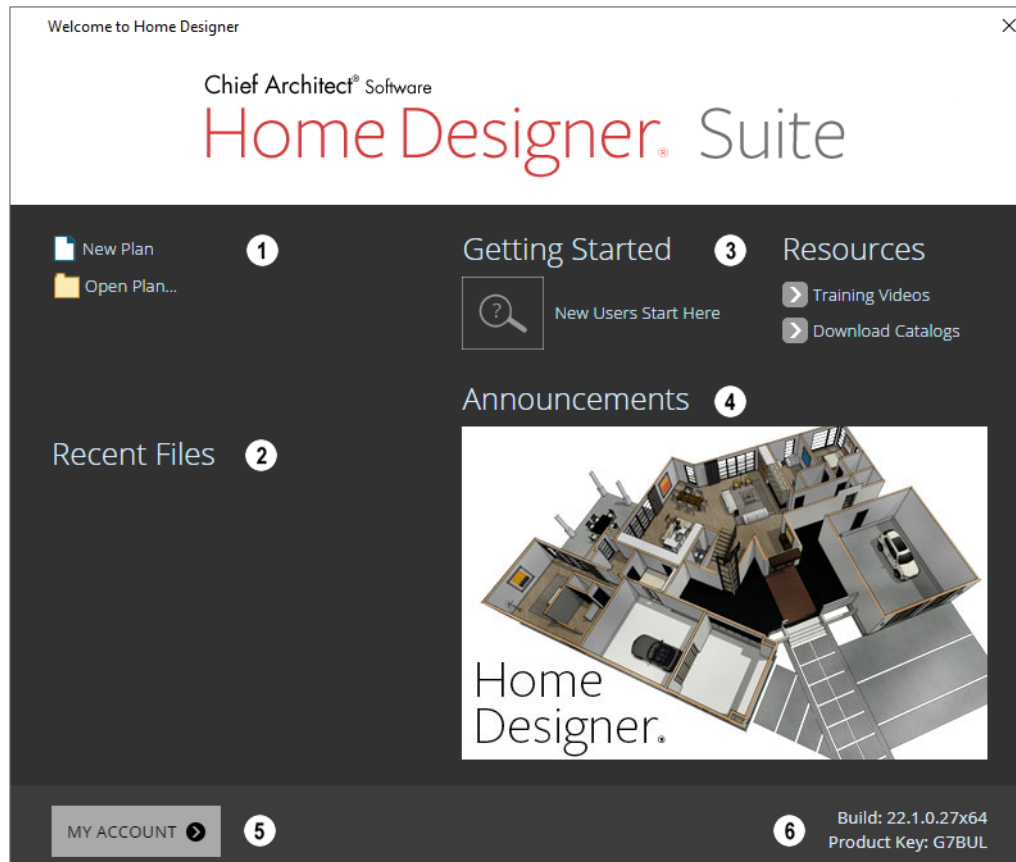 Welcome to Home Designer
Chief Architect® Software
Home Designer® Suite
New Plan
1
Open Plan...
Recent Files
2
Getting Started
3
New Users Start Here
Resources
Training Videos
Download Catalogs
Announcements
4
Home
Designer®
MY ACCOUNT
5
6
Build: 22.1.0.27x64
Product Key: G7BUL